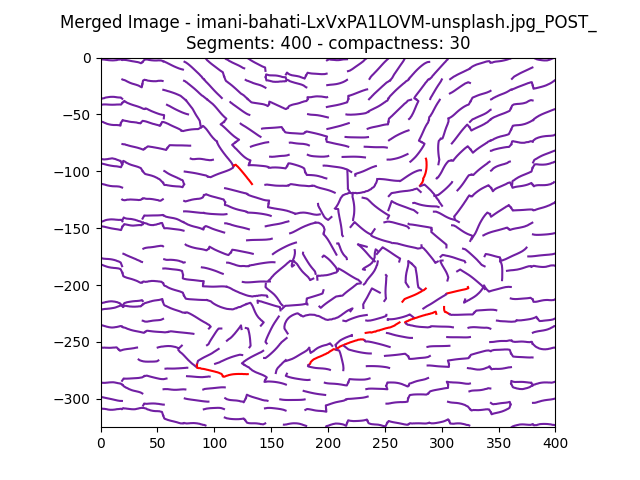 Merged Image - imani-bahati-LxVxPA1LOVM-unsplash.jpg_POST_
Segments: 400 - compactness: 30
0
−50
−100
−150
−200
−250
−300
0 50 100 150 200 250 300 350 400